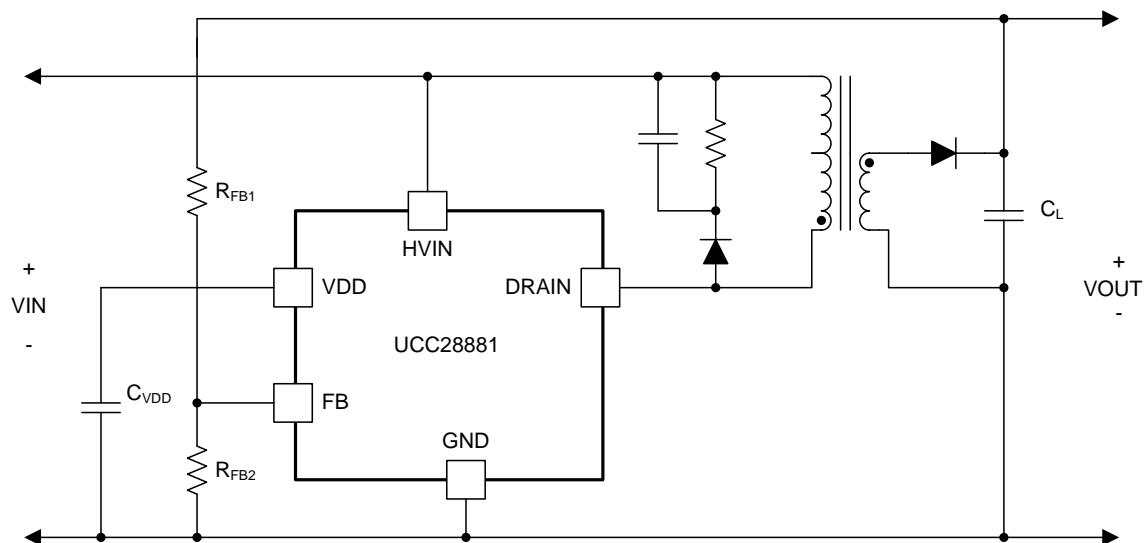 R_FB1
HVIN
+
VIN
-
VDD
DRAIN
C_L
+
VOUT
-
UCC28881
C_VDD
FB
R_FB2
GND